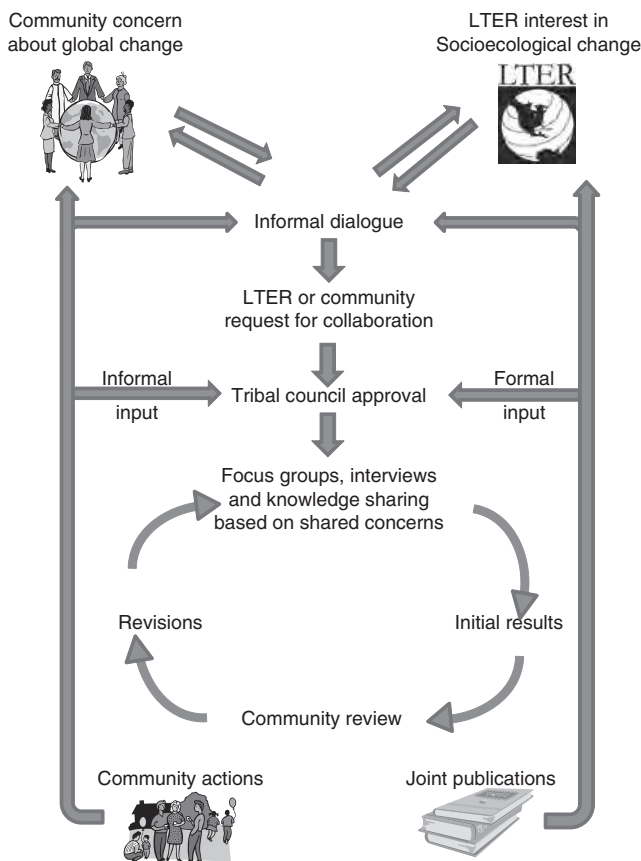 Community concern
about global change
LTER interest in
Socioecological change
LTER
Informal dialogue
LTER or community
request for collaboration
Informal
input
Tribal council approval
Formal
input
Focus groups, interviews
and knowledge sharing
based on shared concerns
Revisions
Initial results
Community review
Community actions
Joint publications